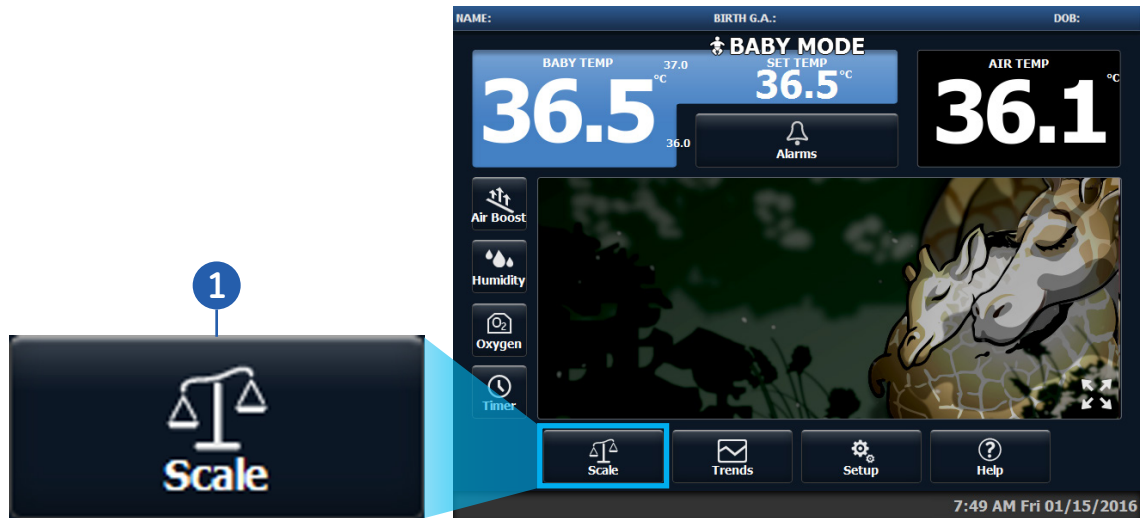 NAME: BIRTH G.A.: DOB:
BABY MODE
BABY TEMP 37.0 SET TEMP AIR TEMP
36.5 °C 36.5 °C 36.1 °C
36.0
Alarms
Air Boost
Humidity
O2
Oxygen
Timer
1
Scale
Scale Trends Setup ? Help
7:49 AM Fri 01/15/2016